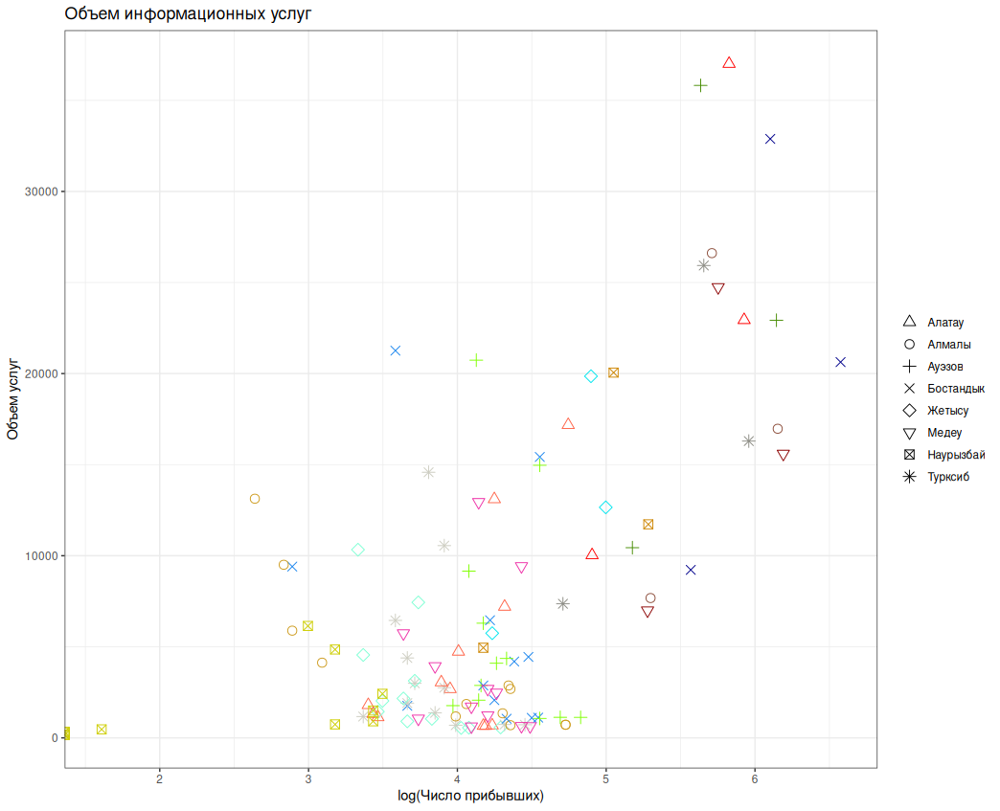 Объем информационных услуг
Объем услуг
30000
20000
10000
0
2 3 4 5 6
log(Число прибывших)
Алатау
Алмалы
Ауэзов
Бостандык
Жетысу
Медеу
Наурызбай
Турксиб